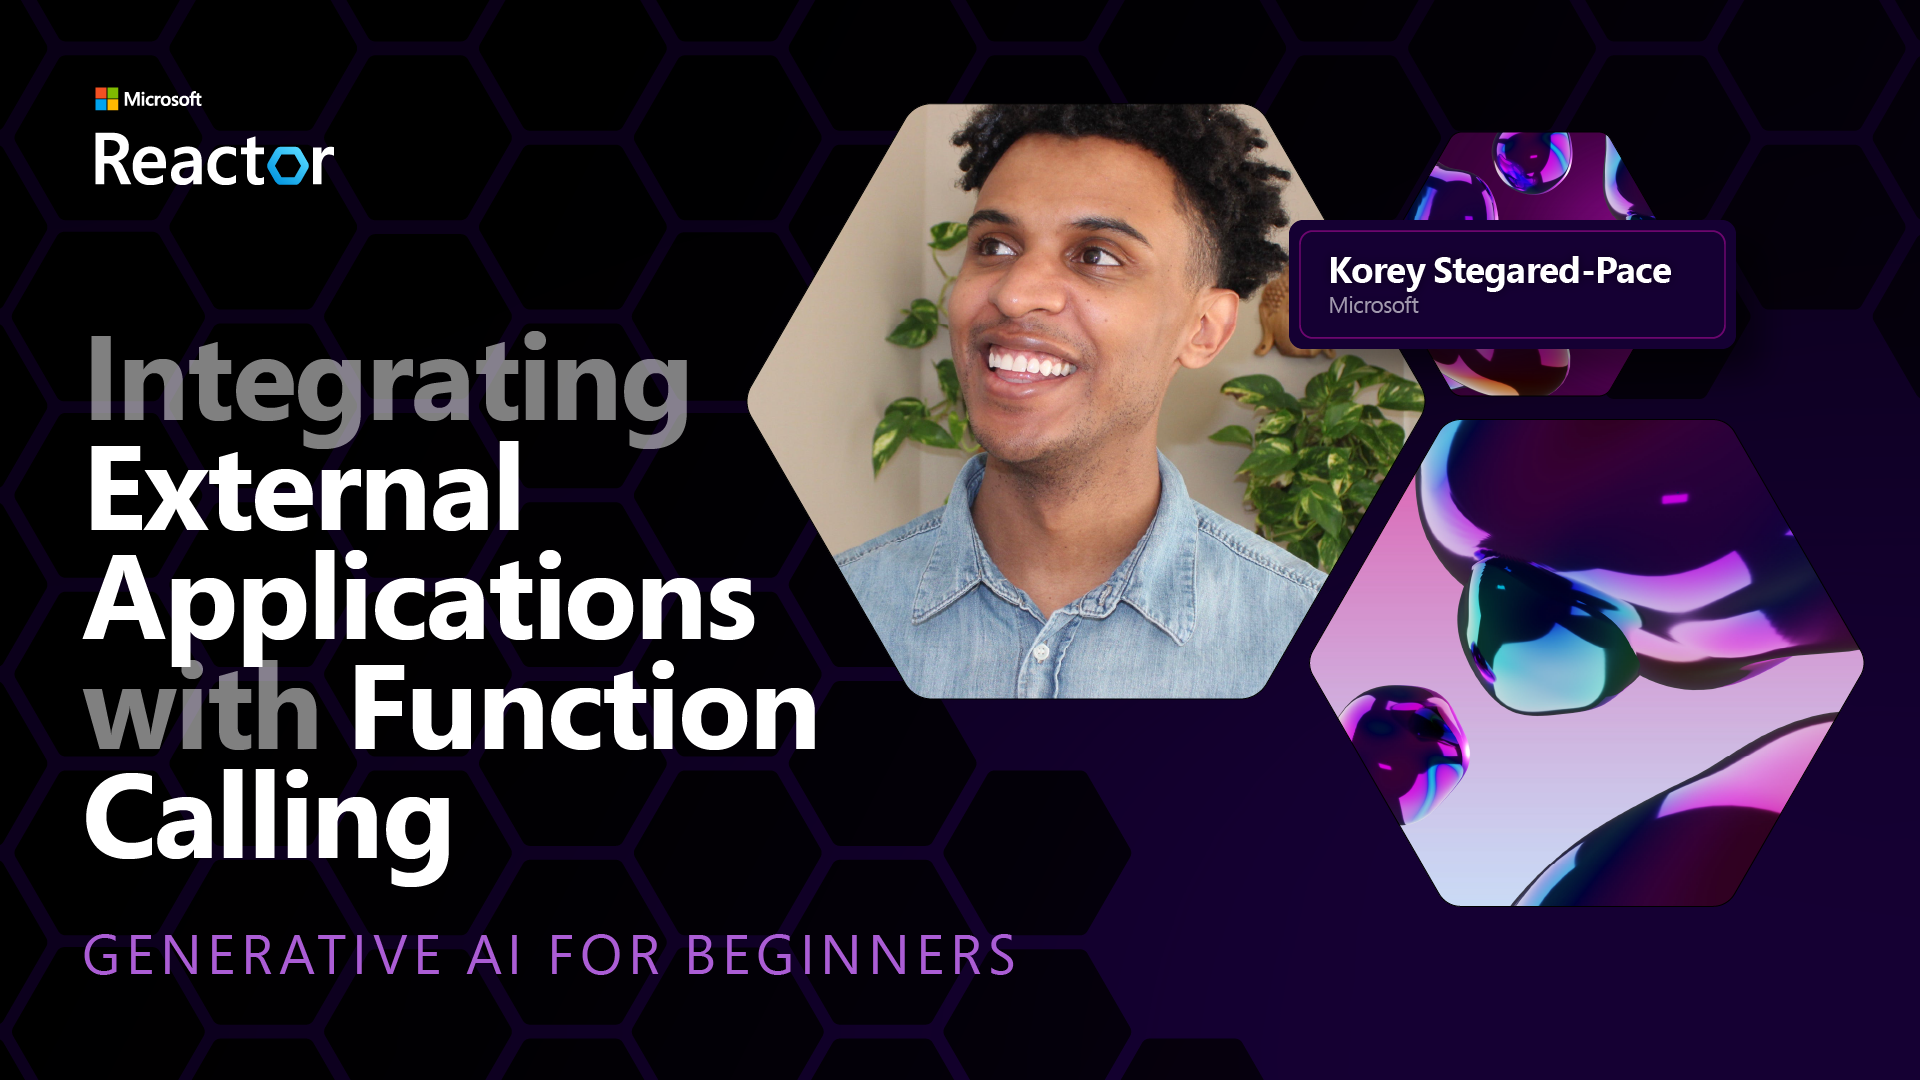 Microsoft
Reactor
Korey Stegared-Pace
Microsoft
Integrating
External
Applications
with Function
Calling
GENERATIVE AI FOR BEGINNERS